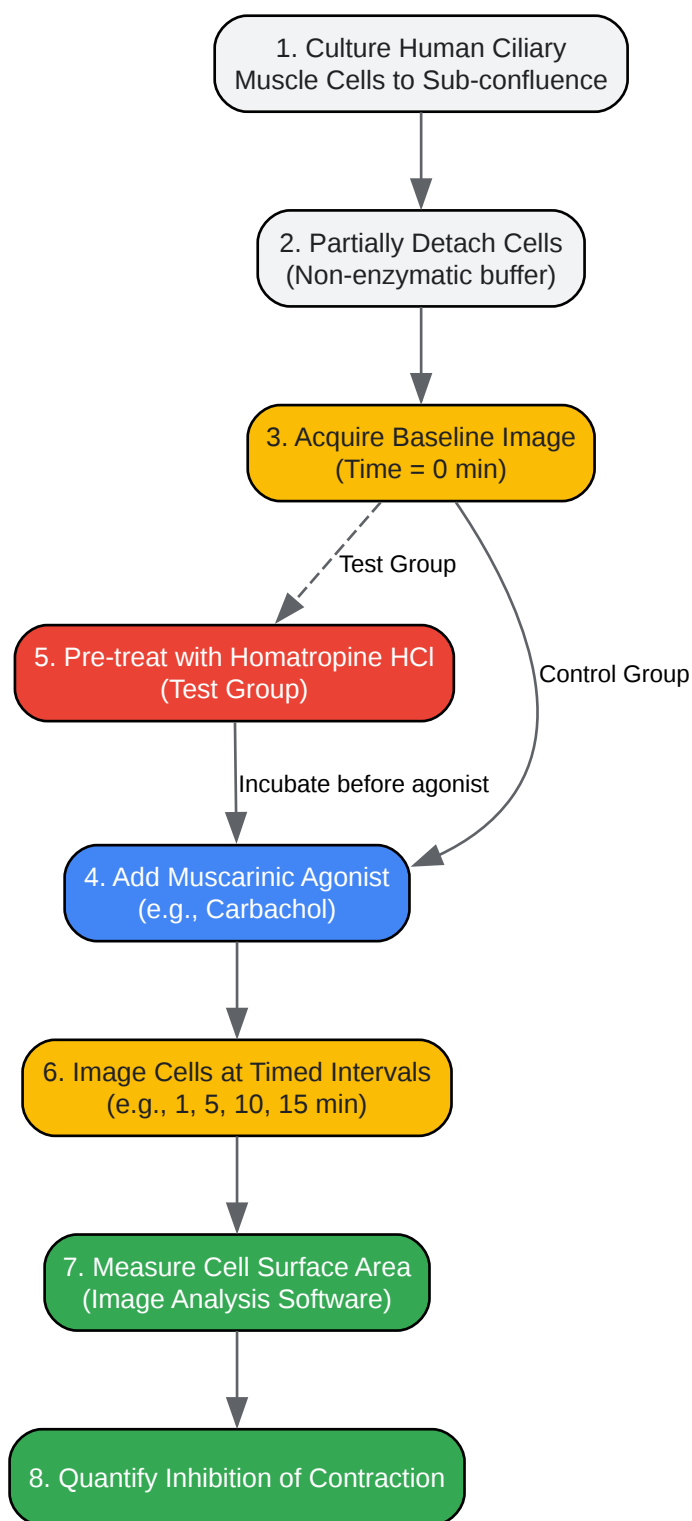 1. Culture Human Ciliary
Muscle Cells to Sub-confluence
2. Partially Detach Cells
(Non-enzymatic buffer)
3. Acquire Baseline Image
(Time = 0 min)
Test Group
5. Pre-treat with Homatropine HCl
(Test Group)
Control Group
Incubate before agonist
4. Add Muscarinic Agonist
(e.g., Carbachol)
6. Image Cells at Timed Intervals
(e.g., 1, 5, 10, 15 min)
7. Measure Cell Surface Area
(Image Analysis Software)
8. Quantify Inhibition of Contraction